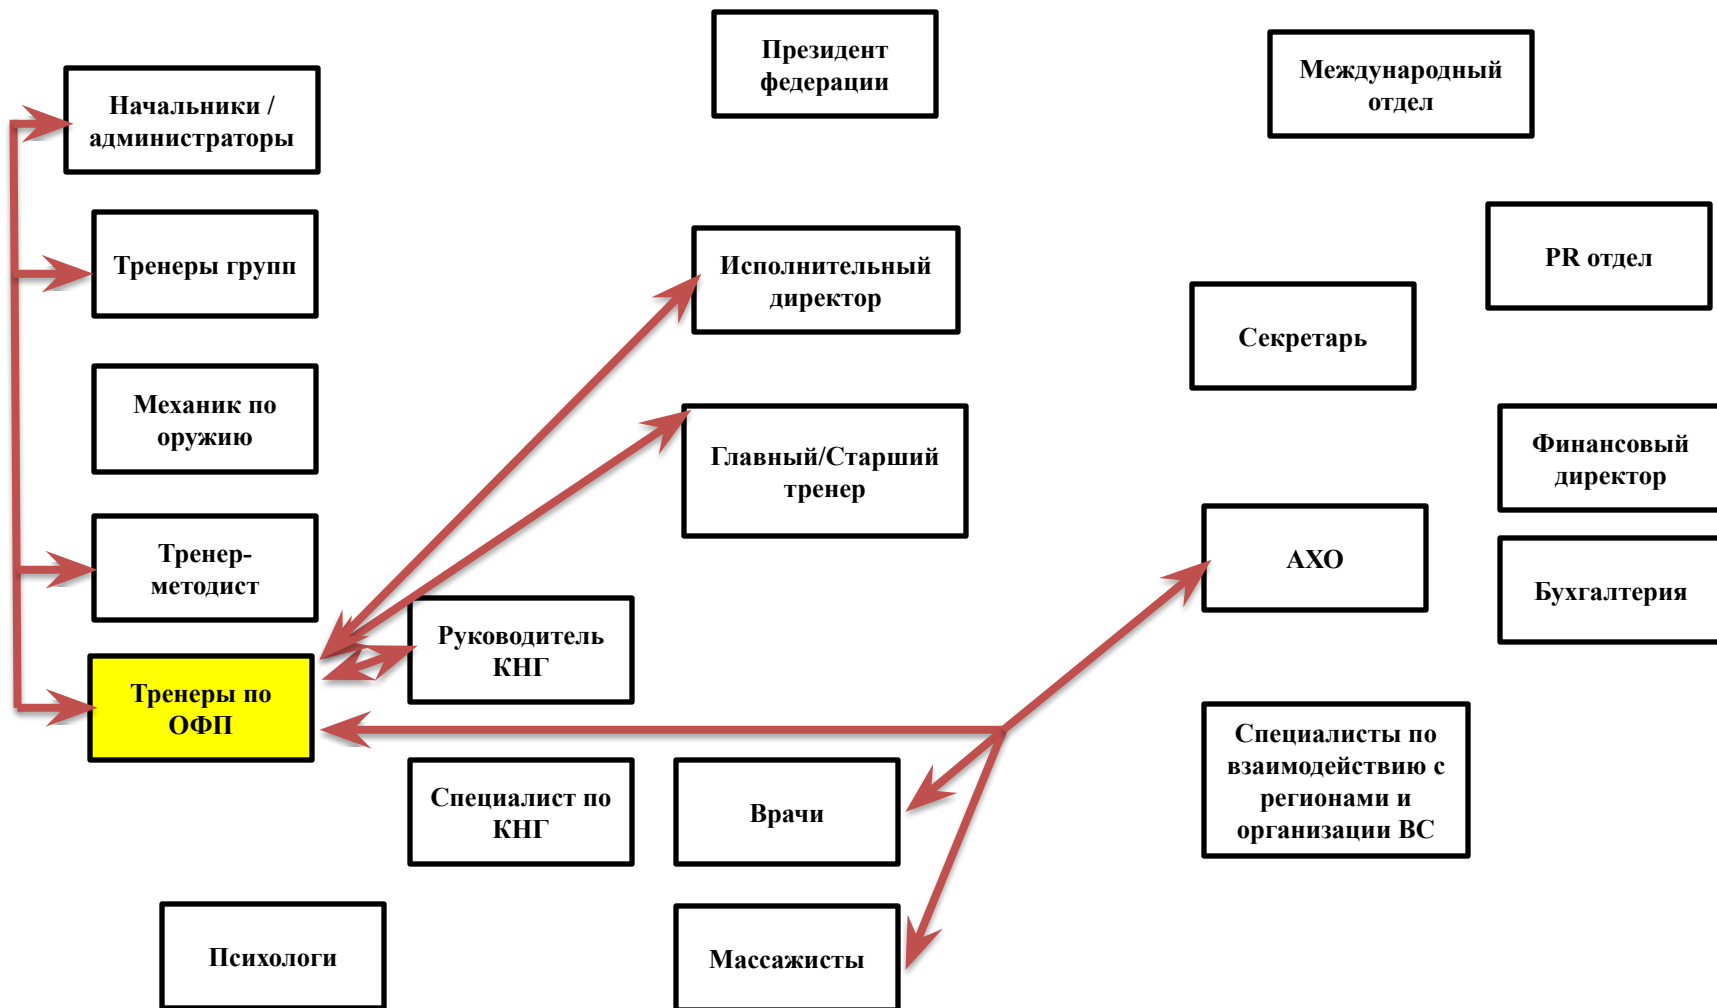 Президент
федерации
Международный
отдел
Начальники /
администраторы
Тренеры групп
Исполнительный
директор
PR отдел
Секретарь
Механик по
оружию
Главный/Старший
тренер
Финансовый
директор
Тренер-
методист
АХО
Бухгалтерия
Руководитель
КНГ
Тренеры по
ОФП
Специалист по
КНГ
Врачи
Специалисты по
взаимодействию с
регионами и
организации ВС
Психологи
Массажисты